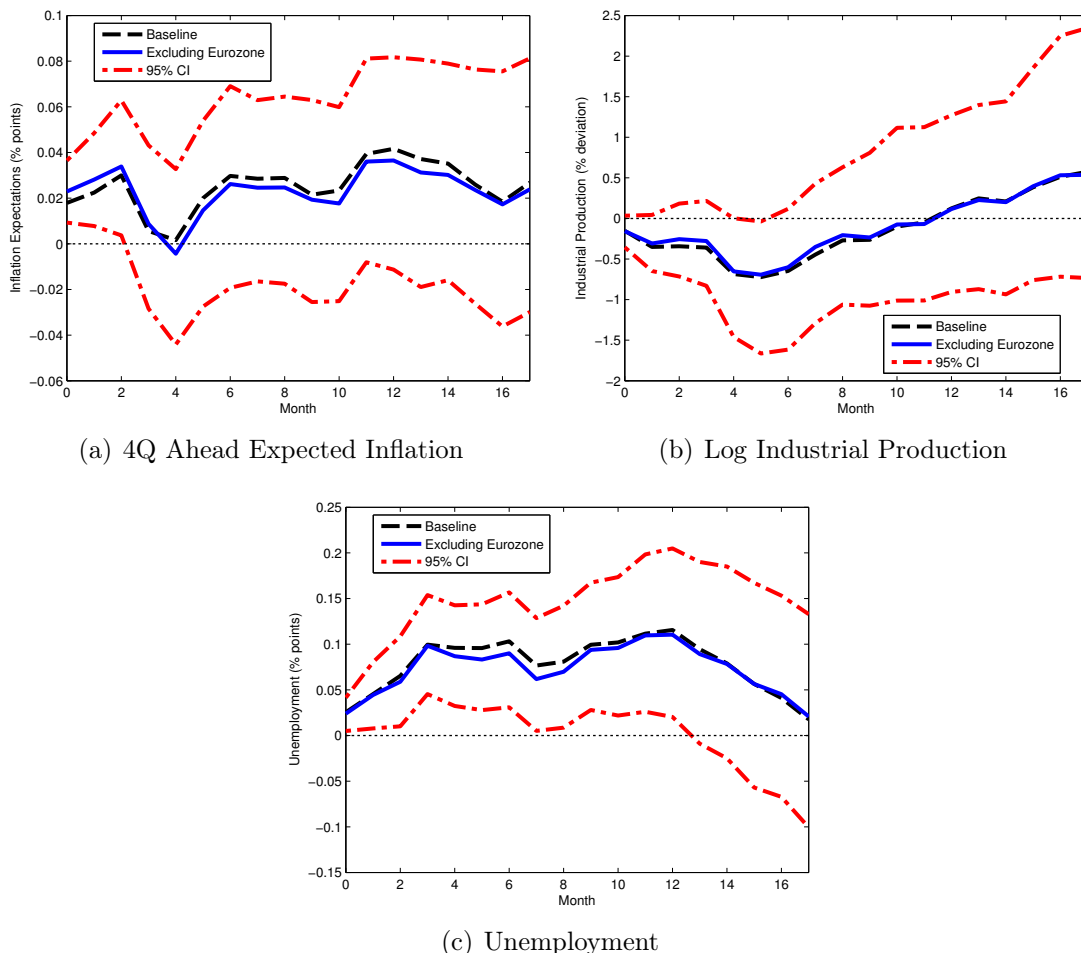 0.1
0.08
0.06
0.04
0.02
0
−0.02
−0.04
−0.06
Inflation Expectations (% points)
Baseline
Excluding Eurozone
95% CI
0 2 4 6 8 10 12 14 16
Month
(a) 4Q Ahead Expected Inflation
2.5
2
1.5
1
0.5
0
−0.5
−1
−1.5
−2
Industrial Production (% deviation)
Baseline
Excluding Eurozone
95% CI
0 2 4 6 8 10 12 14 16
Month
(b) Log Industrial Production
0.25
0.2
0.15
0.1
0.05
0
−0.05
−0.1
−0.15
Unemployment (% points)
Baseline
Excluding Eurozone
95% CI
0 2 4 6 8 10 12 14 16
Month
(c) Unemployment